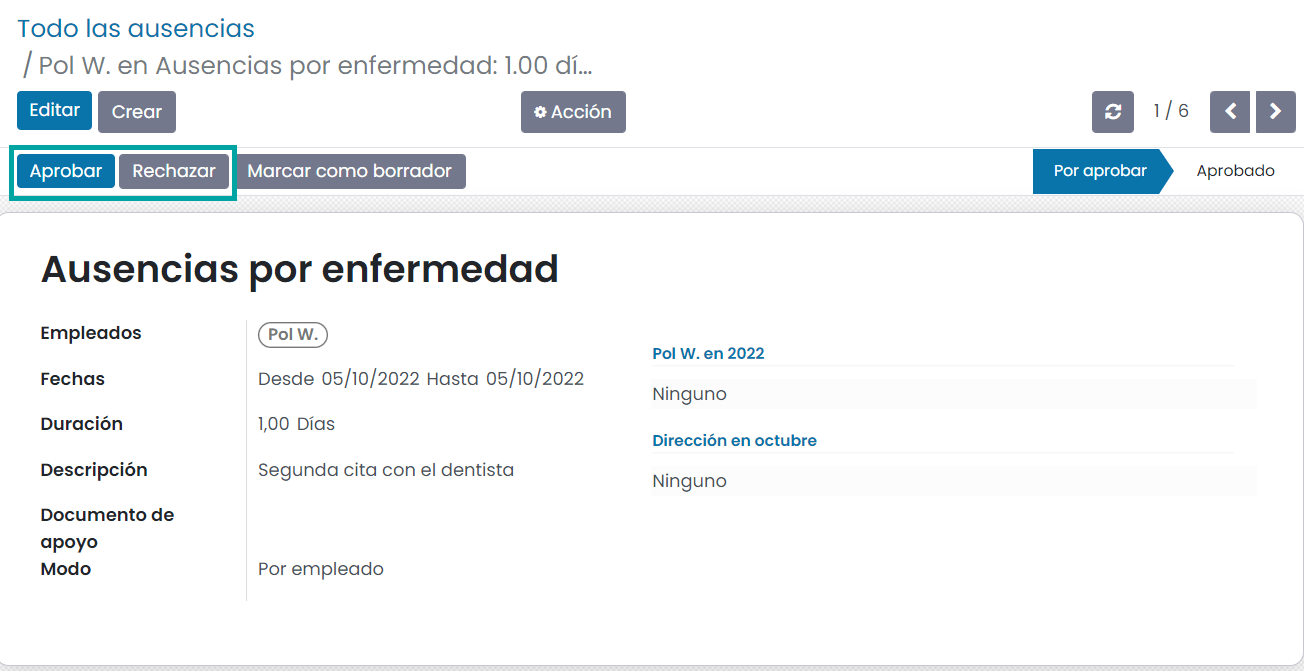 Todo las ausencias
/ Pol W. en Ausencias por enfermedad: 1.00 dí...
Editar Crear Acción 1 / 6
Aprobar Rechazar Marcar como borrador Por aprobar Aprobado
Ausencias por enfermedad
Empleados Pol W.
Fechas Desde 05/10/2022 Hasta 05/10/2022
Duración 1,00 Días
Descripción Segunda cita con el dentista
Documento de
apoyo
Modo Por empleado
Pol W. en 2022
Ninguno
Dirección en octubre
Ninguno